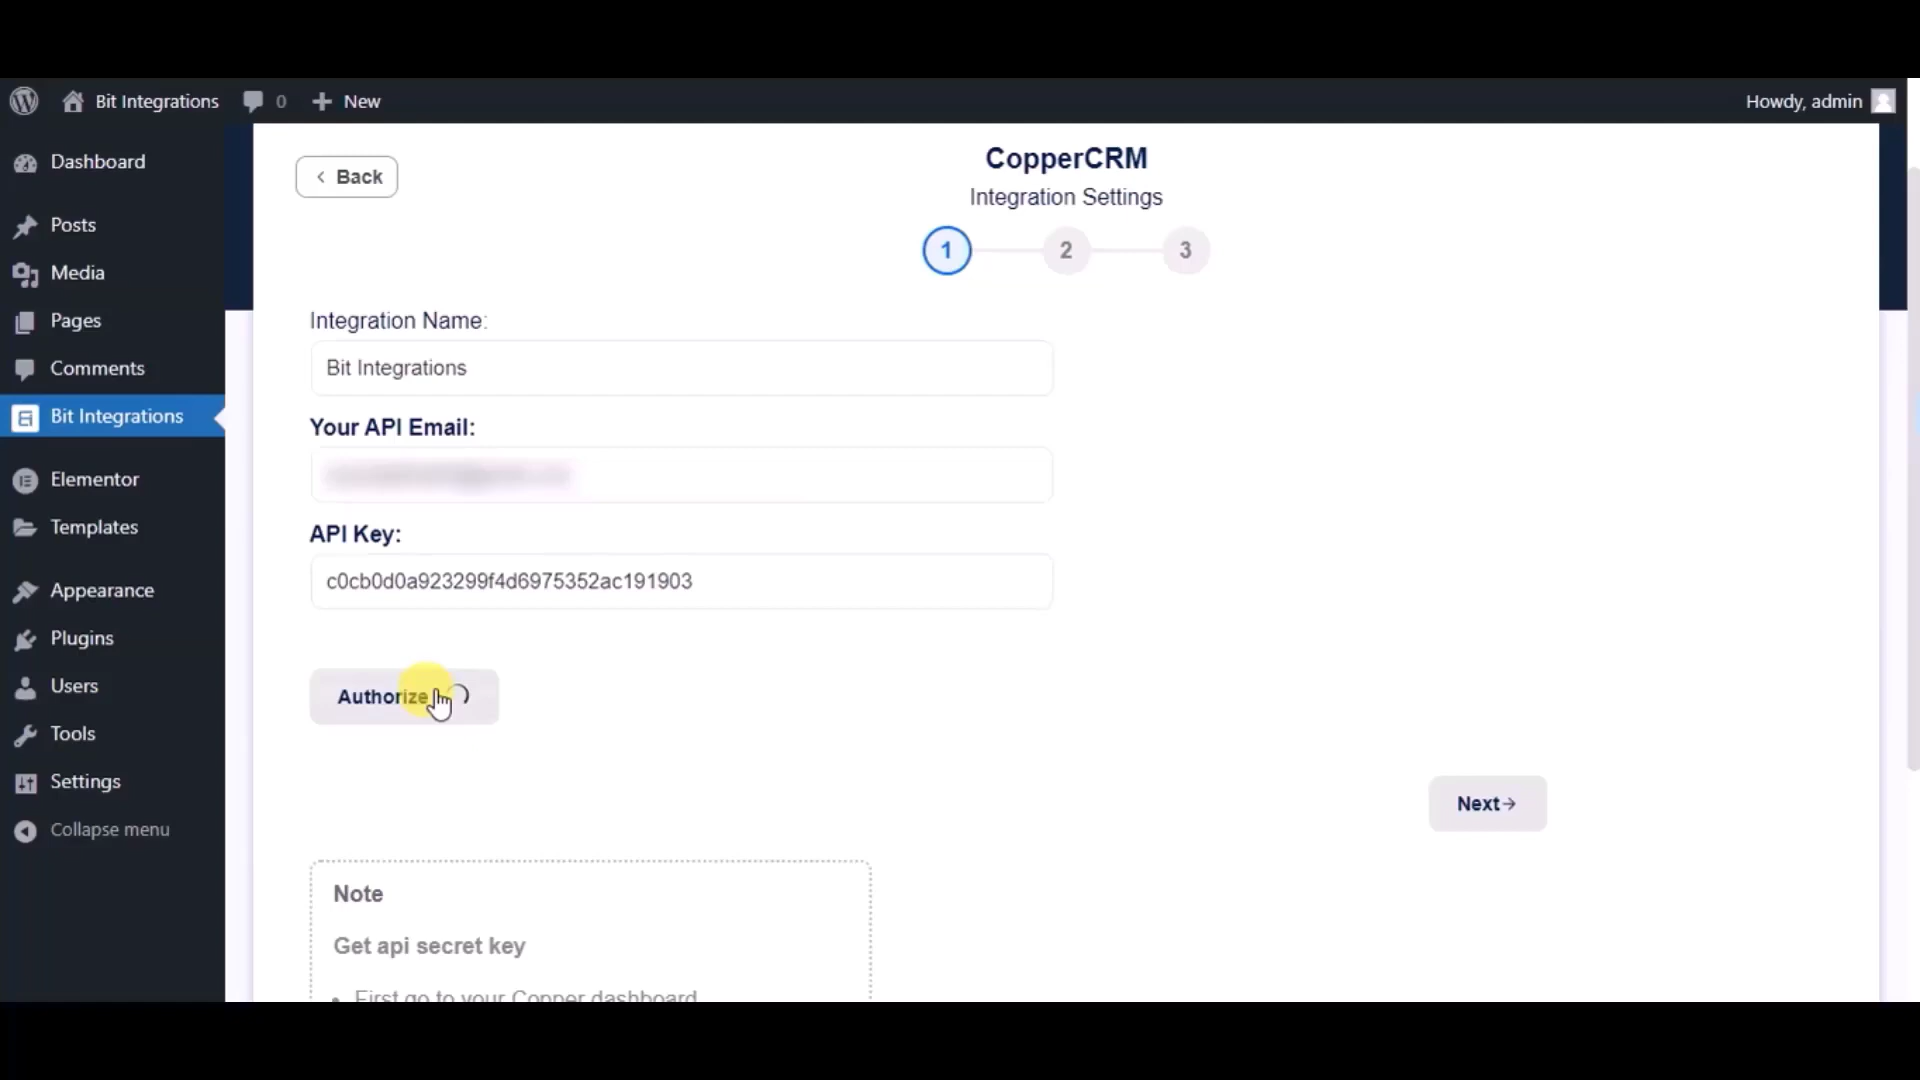 Bit Integrations
0
New
Howdy, admin
Dashboard
Posts
Media
Pages
Comments
Bit Integrations
Elementor
Templates
Appearance
Plugins
Users
Tools
Settings
Collapse menu
Back
CopperCRM
Integration Settings
1
2
3
Integration Name:
Bit Integrations
Your API Email:
API Key:
c0cb0d0a923299f4d6975352ac191903
Authorize
Next→
Note
Get api secret key
• First go to your Copper dashboard